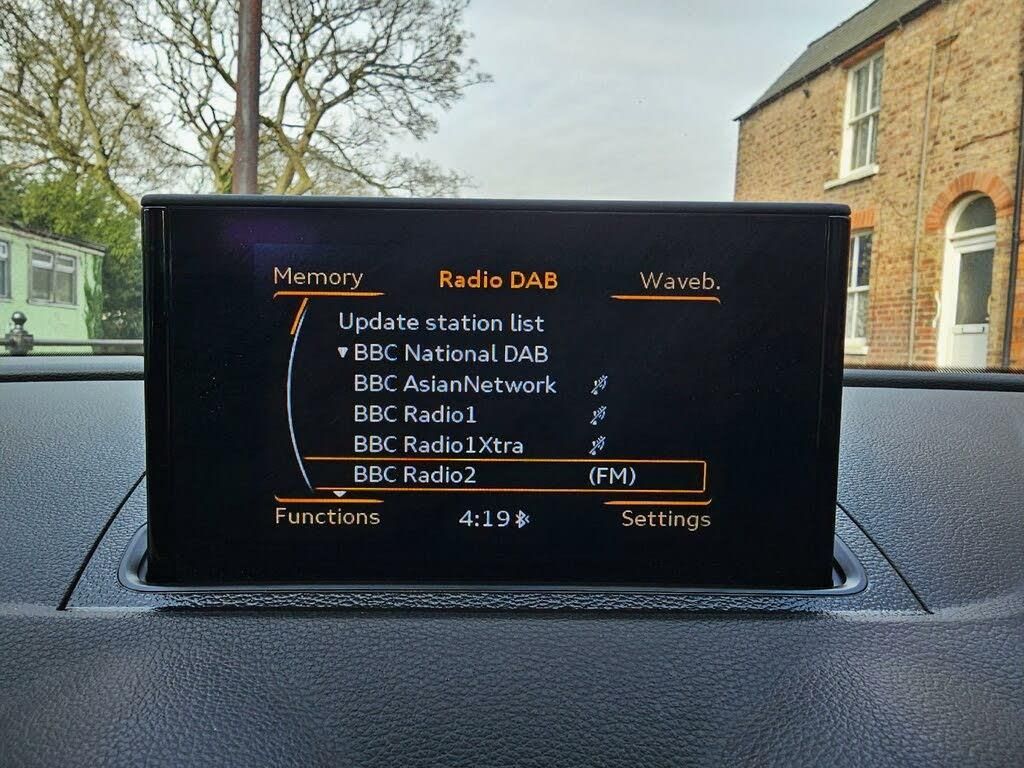 Memory Radio DAB Waveb.
Update station list
BBC National DAB
BBC AsianNetwork
BBC Radio1
BBC Radio1Xtra
BBC Radio2 (FM)
Functions 4:19 Settings